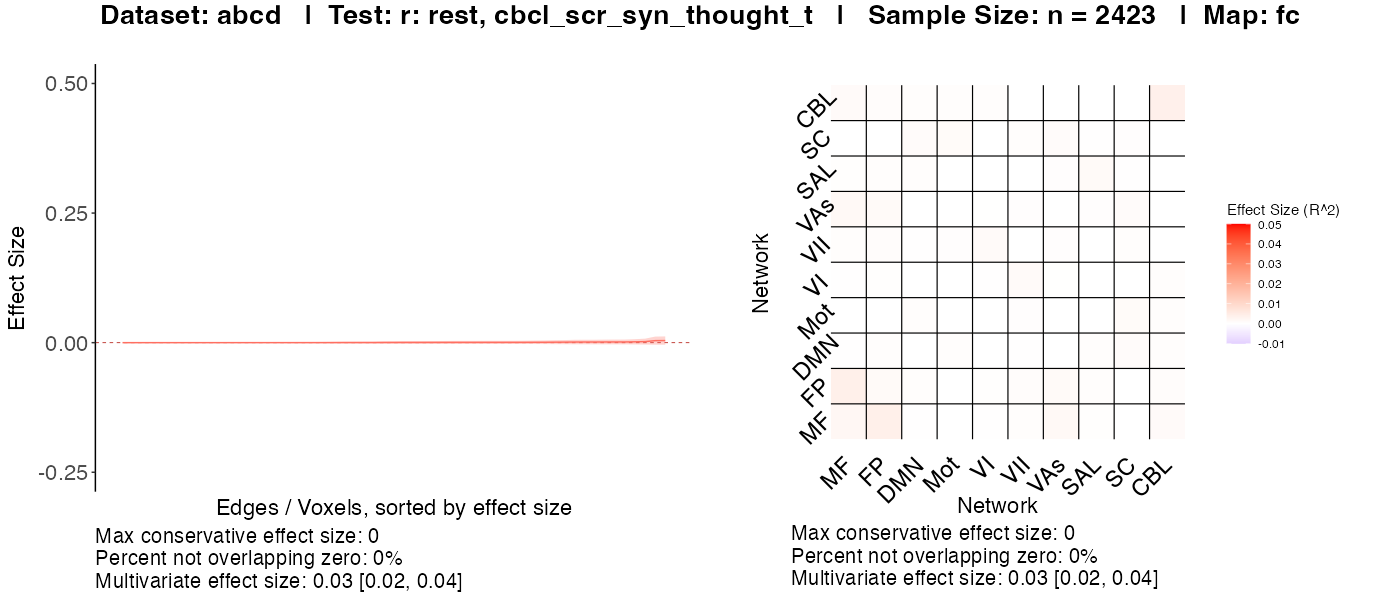 Dataset: abcd | Test: r: rest, cbcl_scr_syn_thought_t | Sample Size: n = 2423 | Map: fc
Effect Size
0.50
0.25
0.00
-0.25
Edges / Voxels, sorted by effect size
Max conservative effect size: 0
Percent not overlapping zero: 0%
Multivariate effect size: 0.03 [0.02, 0.04]
Network
CBL
SC
SAL
VAs
VII
VI
Mot
DMN
FP
MF
MF FP DMN Mot VI VII VAs SAL SC CBL
Network
Max conservative effect size: 0
Percent not overlapping zero: 0%
Multivariate effect size: 0.03 [0.02, 0.04]
Effect Size (R^2)
0.05
0.04
0.03
0.02
0.01
0.00
-0.01